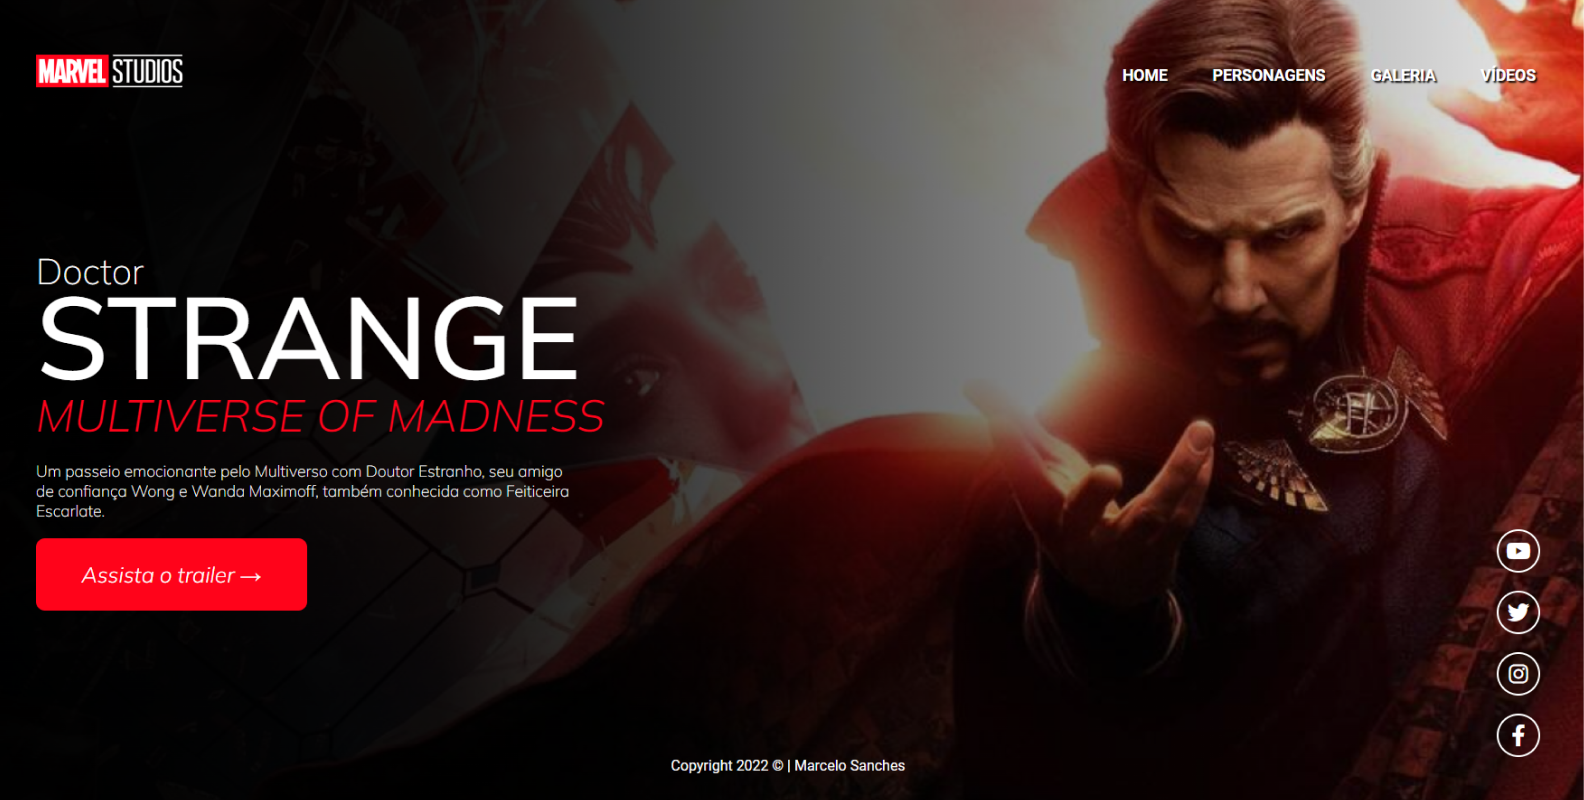 MARVEL STUDIOS
HOME PERSONAGENS GALERIA VÍDEOS
Doctor
STRANGE
MULTIVERSE OF MADNESS
Um passeio emocionante pelo Multiverso com Doutor Estranho, seu amigo
de confiança Wong e Wanda Maximoff, também conhecida como Feiticeira
Escarlate.
Assista o trailer →
Copyright 2022 © | Marcelo Sanches